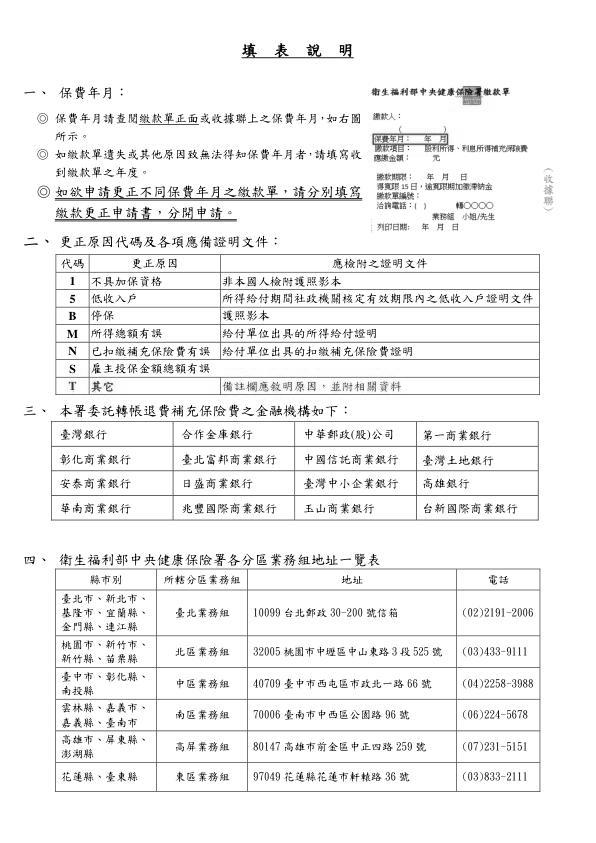 填 表 說 明
一、 保費年月：
◎ 保費年月請查閱繳款單正面或收據聯上之保費年月，如右圖
所示。
◎ 如繳款單遺失或其他原因致無法得知保費年月者，請填寫收
到繳款單之年度。
◎ 如欲申請更正不同保費年月之繳款單，請分別填寫
繳款更正申請書，分開申請。
衛生福利部中央健康保險署繳款單
繳款人：
（ ）
保費年月： 年 月
繳款項目： 股利所得、利息所得補充保險費
應繳金額： 元
繳款期限： 年 月 日
得寬限 15 日，逾寬限期加徵滯納金
繳款單編號：
洽詢電話：( ) 轉○○○○
業務組 小姐/先生
列印日期： 年 月 日
（收據聯）
二、 更正原因代碼及各項應備證明文件：
代碼 更正原因 應檢附之證明文件
1 不具加保資格 非本國人檢附護照影本
5 低收入戶 所得給付期間社政機關核定有效期限內之低收入戶證明文件
B 停保 護照影本
M 所得總額有誤 給付單位出具的所得給付證明
N 已扣繳補充保險費有誤 給付單位出具的扣繳補充保險費證明
S 雇主投保金額總額有誤
T 其它 備註欄應敘明原因，並附相關資料
三、 本署委託轉帳退費補充保險費之金融機構如下：
臺灣銀行 合作金庫銀行 中華郵政(股)公司 第一商業銀行
彰化商業銀行 臺北富邦商業銀行 中國信託商業銀行 臺灣土地銀行
安泰商業銀行 日盛商業銀行 臺灣中小企業銀行 高雄銀行
華南商業銀行 兆豐國際商業銀行 玉山商業銀行 台新國際商業銀行
四、 衛生福利部中央健康保險署各分區業務組地址一覽表
縣市別 所轄分區業務組 地址 電話
臺北市、新北市、
基隆市、宜蘭縣、
金門縣、連江縣
臺北業務組 10099 台北郵政 30-200 號信箱 (02)2191-2006
桃園市、新竹市、
新竹縣、苗栗縣
北區業務組 32005 桃園市中壢區中山東路 3 段 525 號 (03)433-9111
臺中市、彰化縣、
南投縣
中區業務組 40709 臺中市西屯區市政北一路 66 號 (04)2258-3988
雲林縣、嘉義市、
嘉義縣、臺南市
南區業務組 70006 臺南市中西區公園路 96 號 (06)224-5678
高雄市、屏東縣、
澎湖縣
高屏業務組 80147 高雄市前金區中正四路 259 號 (07)231-5151
花蓮縣、臺東縣 東區業務組 97049 花蓮縣花蓮市軒轅路 36 號 (03)833-2111